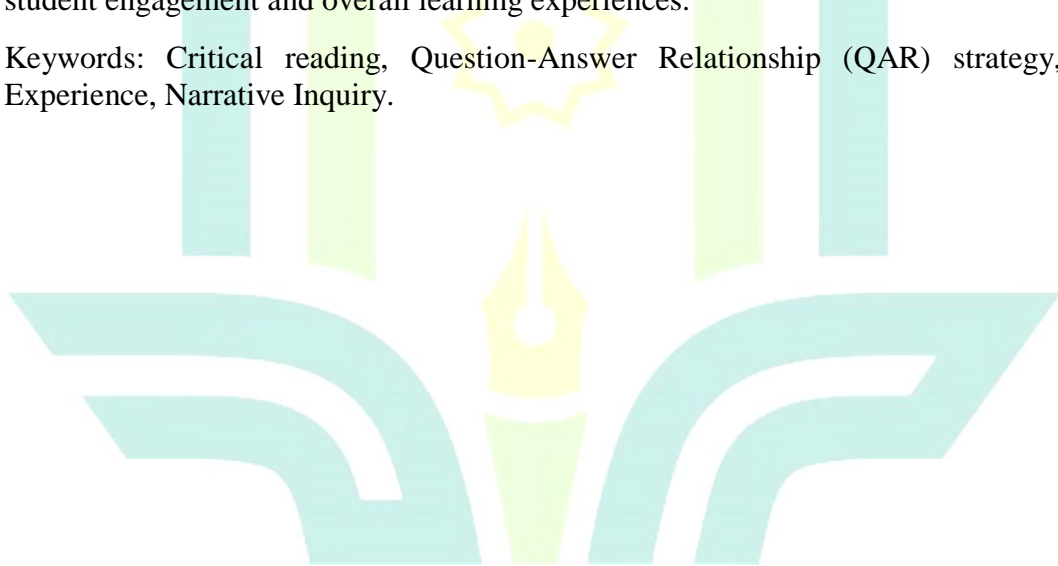 student engagement and overall learning experiences.
Keywords: Critical reading, Question-Answer Relationship (QAR) strategy,
Experience, Narrative Inquiry.